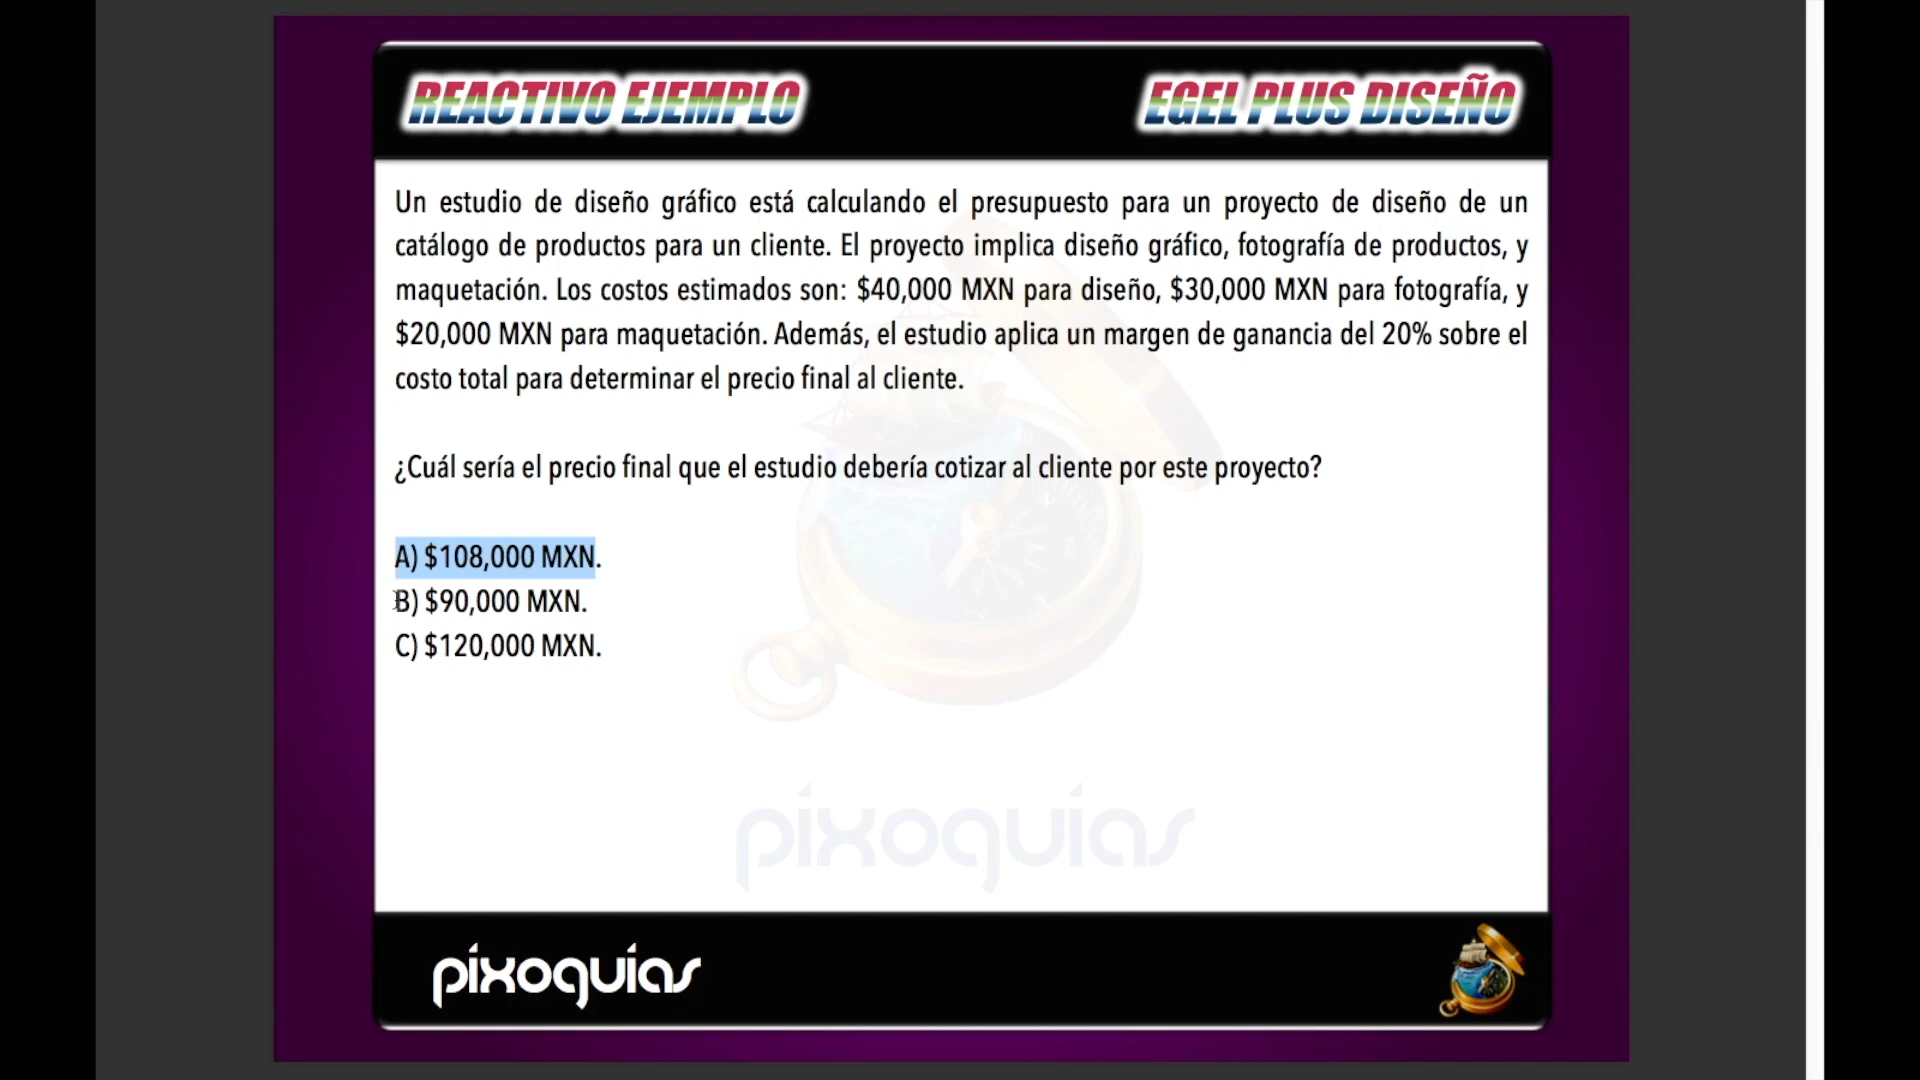 REACTIVO EJEMPLO
EGEL PLUS DISEÑO
Un estudio de diseño gráfico está calculando el presupuesto para un proyecto de diseño de un
catálogo de productos para un cliente. El proyecto implica diseño gráfico, fotografía de productos, y
maquetación. Los costos estimados son: $40,000 MXN para diseño, $30,000 MXN para fotografía, y
$20,000 MXN para maquetación. Además, el estudio aplica un margen de ganancia del 20% sobre el
costo total para determinar el precio final al cliente.
¿Cuál sería el precio final que el estudio debería cotizar al cliente por este proyecto?
A) $108,000 MXN.
B) $90,000 MXN.
C) $120,000 MXN.
pixoguías
pixoguías